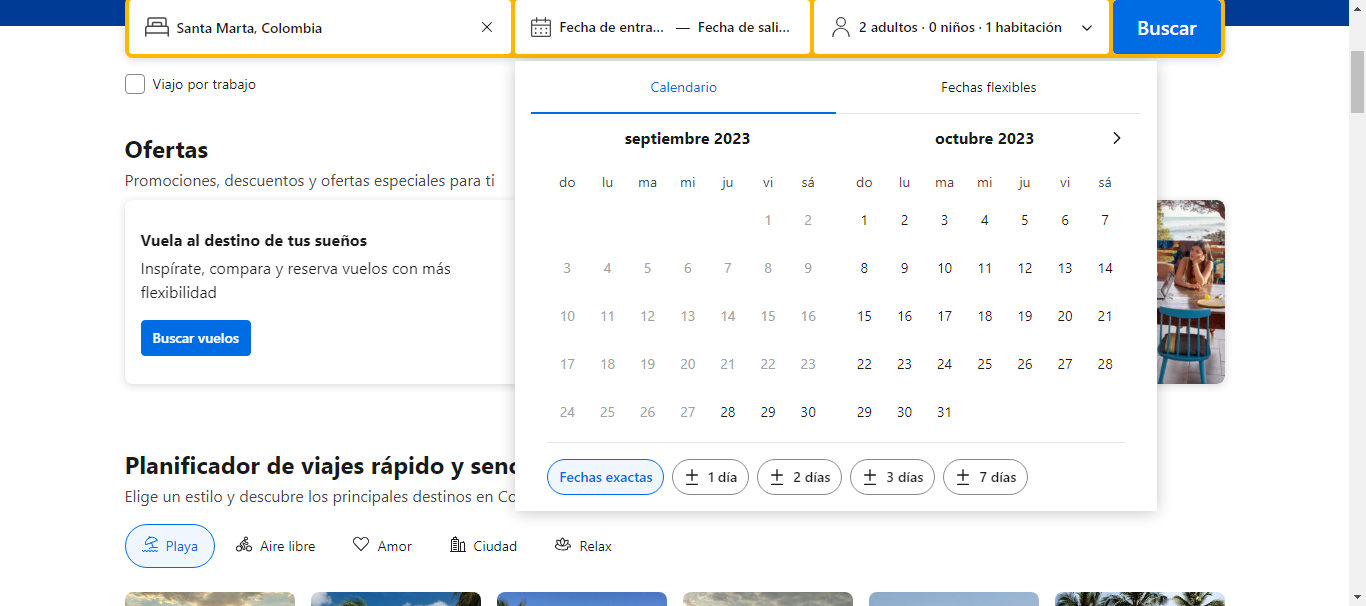 Santa Marta, Colombia
Fecha de entra... — Fecha de sali...
2 adultos · 0 niños · 1 habitación
Buscar
Viajo por trabajo
Calendario
Fechas flexibles
septiembre 2023
do lu ma mi ju vi sá
1 2
3 4 5 6 7 8 9
10 11 12 13 14 15 16
17 18 19 20 21 22 23
24 25 26 27 28 29 30
octubre 2023
do lu ma mi ju vi sá
1 2 3 4 5 6 7
8 9 10 11 12 13 14
15 16 17 18 19 20 21
22 23 24 25 26 27 28
29 30 31
Fechas exactas
± 1 día
± 2 días
± 3 días
± 7 días
Ofertas
Promociones, descuentos y ofertas especiales para ti
Vuela al destino de tus sueños
Inspírate, compara y reserva vuelos con más
flexibilidad
Buscar vuelos
Planificador de viajes rápido y senc
Elige un estilo y descubre los principales destinos en Co
Playa
Aire libre
Amor
Ciudad
Relax